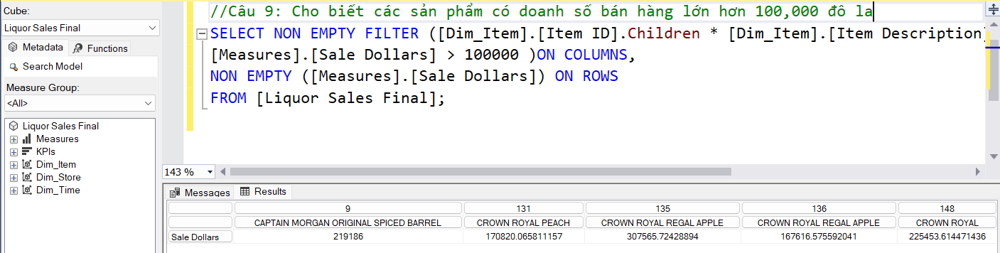 Cube:
Liquor Sales Final
Metadata
Functions
Search Model
Measure Group:
<All>
Liquor Sales Final
Measures
KPIs
Dim_Item
Dim_Store
Dim_Time
//Câu 9: Cho biết các sản phẩm có doanh số bán hàng lớn hơn 100,000 đô la
SELECT NON EMPTY FILTER ([Dim_Item].[Item ID].Children * [Dim_Item].[Item Description]
[Measures].[Sale Dollars] > 100000 )ON COLUMNS,
NON EMPTY ([Measures].[Sale Dollars]) ON ROWS
FROM [Liquor Sales Final];
143 %
Messages
Results
9 131 135 136 148
CAPTAIN MORGAN ORIGINAL SPICED BARREL CROWN ROYAL PEACH CROWN ROYAL REGAL APPLE CROWN ROYAL REGAL APPLE CROWN ROYAL
Sale Dollars 219186 170820.065811157 307565.72428894 167616.575592041 225453.614471436